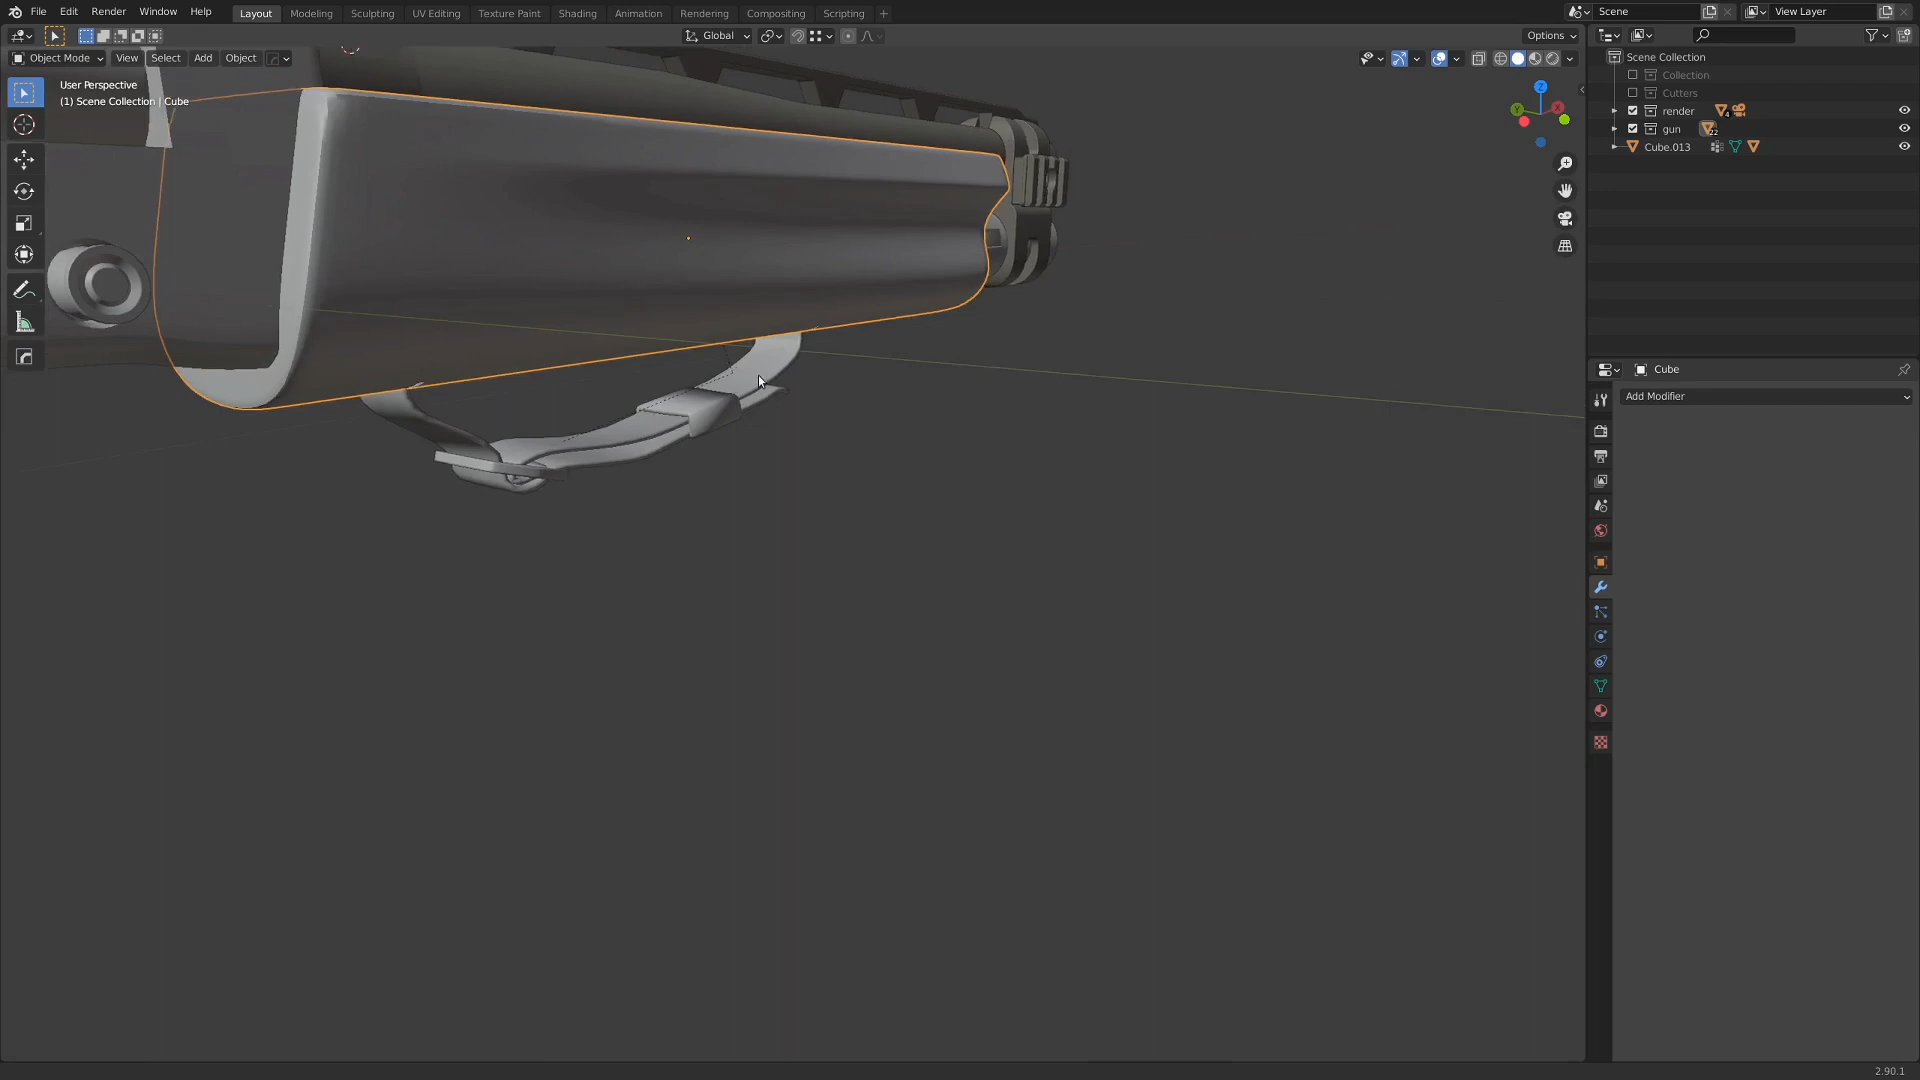 File Edit Render Window Help Layout Modeling Sculpting UV Editing Texture Paint Shading Animation Rendering Compositing Scripting + Scene View Layer
Global Options
Object Mode View Select Add Object
User Perspective
(1) Scene Collection | Cube
Z
Y
X
Scene Collection
Collection
Cutters
render 4
gun 22
Cube.013
Cube
Add Modifier
2.90.1